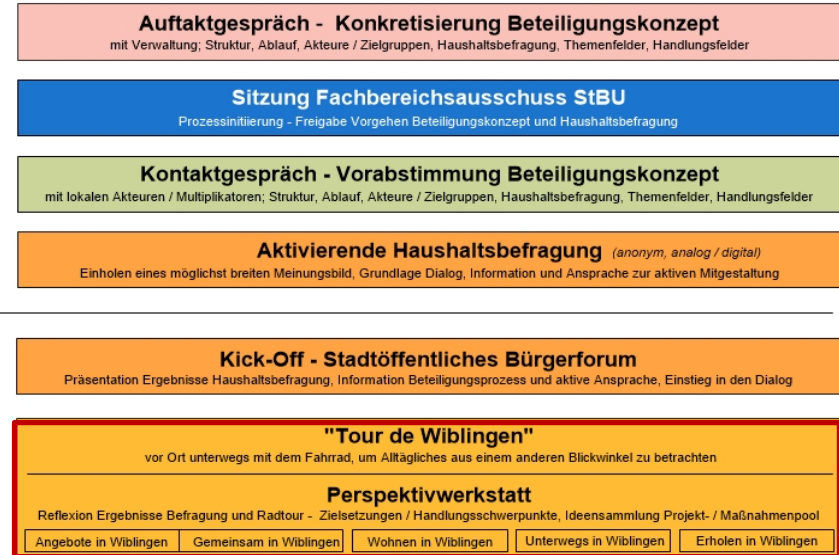 Auftaktgespräch - Konkretisierung Beteiligungskonzept
mit Verwaltung; Struktur, Ablauf, Akteure / Zielgruppen, Haushaltsbefragung, Themenfelder, Handlungsfelder
Sitzung Fachbereichsausschuss StBU
Prozessinitiierung - Freigabe Vorgehen Beteiligungskonzept und Haushaltsbefragung
Kontaktgespräch - Vorabstimmung Beteiligungskonzept
mit lokalen Akteuren / Multiplikatoren; Struktur, Ablauf, Akteure / Zielgruppen, Haushaltsbefragung, Themenfelder, Handlungsfelder
Aktivierende Haushaltsbefragung (anonym, analog / digital)
Einholen eines möglichst breiten Meinungsbild, Grundlage Dialog, Information und Ansprache zur aktiven Mitgestaltung
Kick-Off - Stadtöffentliches Bürgerforum
Präsentation Ergebnisse Haushaltsbefragung, Information Beteiligungsprozess und aktive Ansprache, Einstieg in den Dialog
"Tour de Wiblingen"
vor Ort unterwegs mit dem Fahrrad, um Alltägliches aus einem anderen Blickwinkel zu betrachten
Perspektivwerkstatt
Reflexion Ergebnisse Befragung und Radtour - Zielsetzungen / Handlungsschwerpunkte, Ideensammlung Projekt- / Maßnahmenpool
Angebote in Wiblingen Gemeinsam in Wiblingen Wohnen in Wiblingen Unterwegs in Wiblingen Erholen in Wiblingen